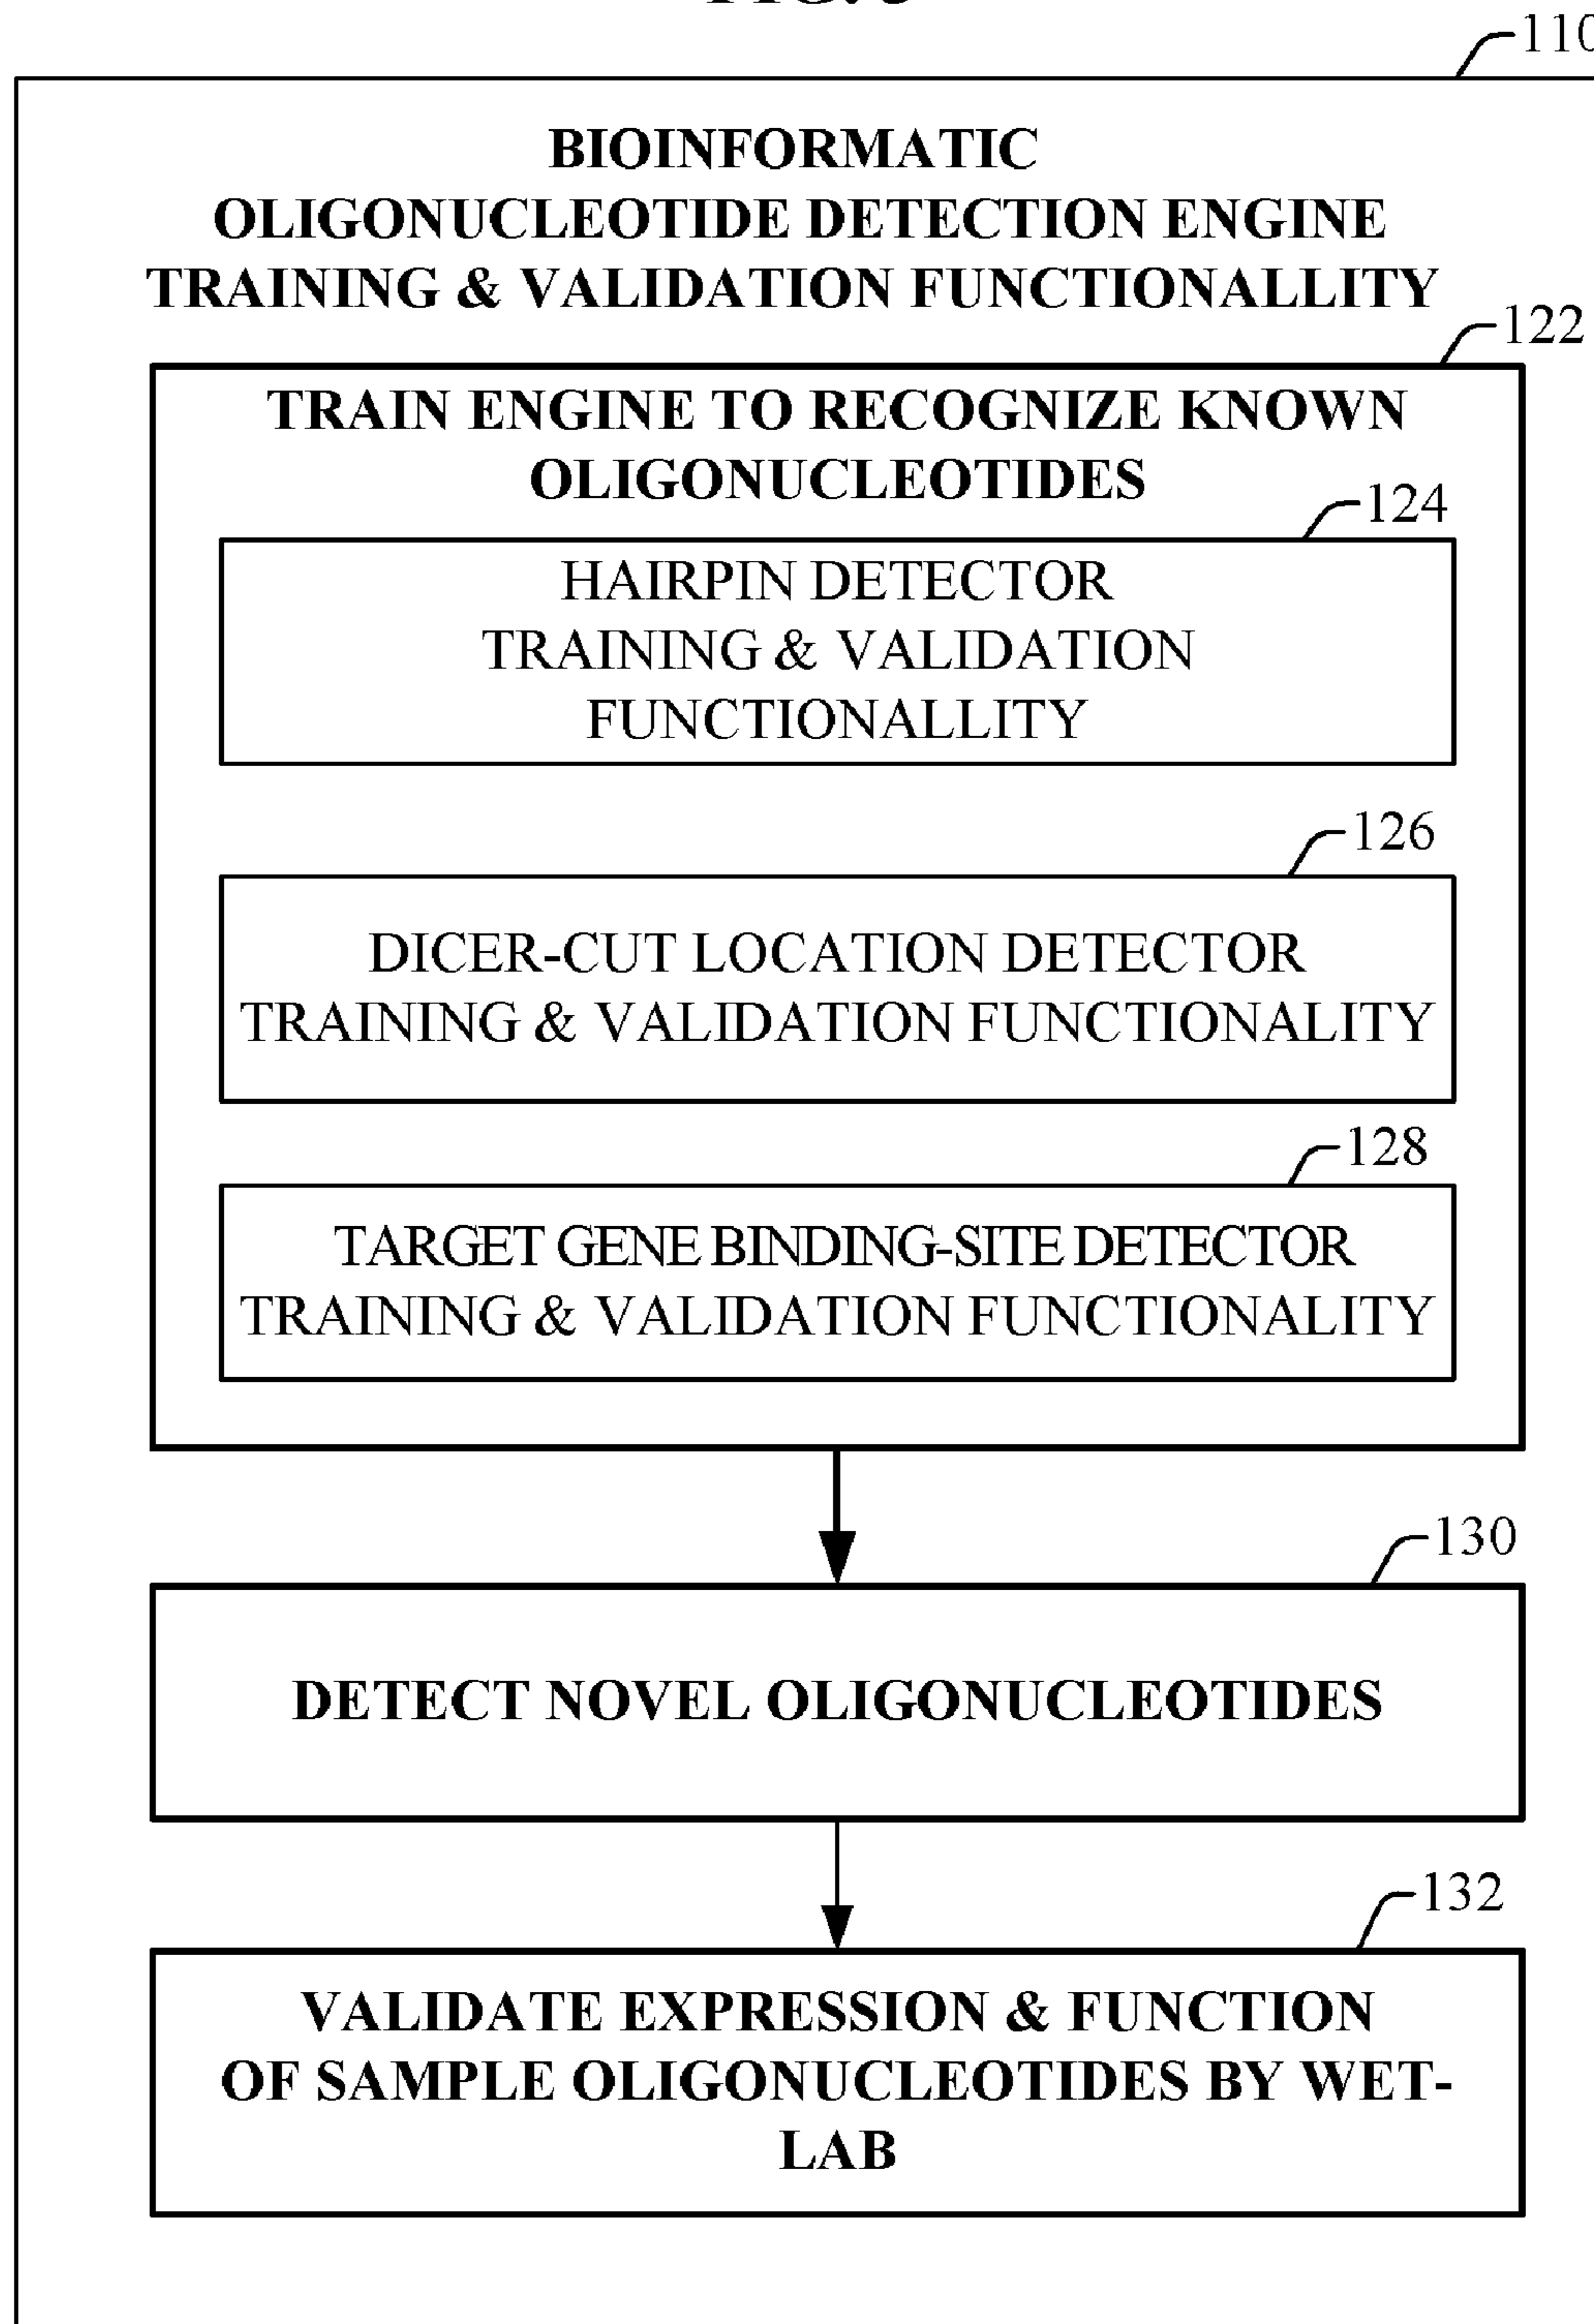 110
BIOINFORMATIC
OLIGONUCLEOTIDE DETECTION ENGINE
TRAINING & VALIDATION FUNCTIONALLITY
122
TRAIN ENGINE TO RECOGNIZE KNOWN
OLIGONUCLEOTIDES
124
HAIRPIN DETECTOR
TRAINING & VALIDATION
FUNCTIONALLITY
126
DICER-CUT LOCATION DETECTOR
TRAINING & VALIDATION FUNCTIONALITY
128
TARGET GENE BINDING-SITE DETECTOR
TRAINING & VALIDATION FUNCTIONALITY
130
DETECT NOVEL OLIGONUCLEOTIDES
132
VALIDATE EXPRESSION & FUNCTION
OF SAMPLE OLIGONUCLEOTIDES BY WET-
LAB